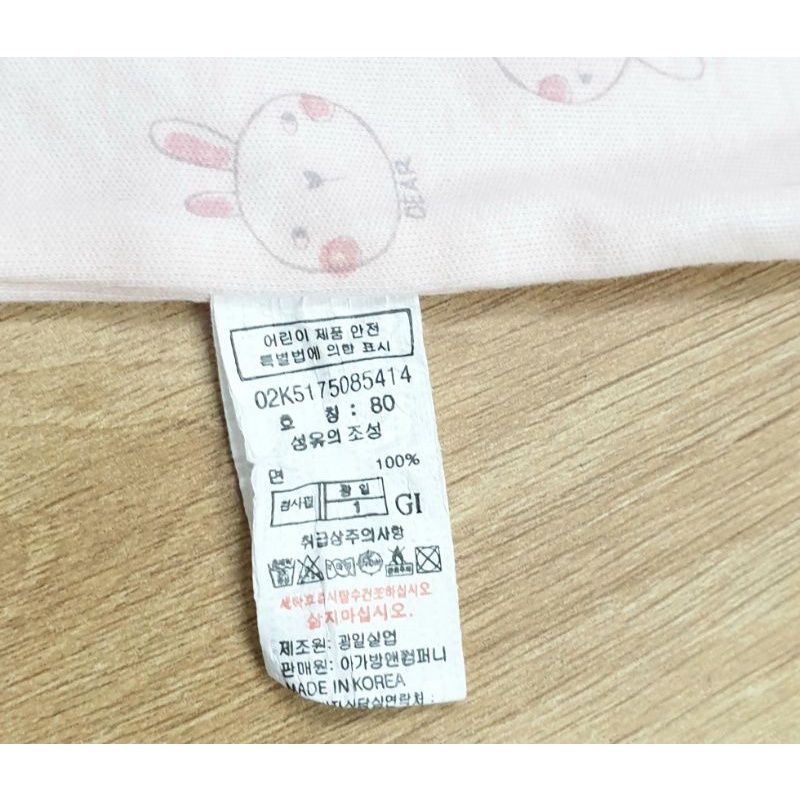 DEAR
어린이 제품 안전
특별법에 의한 표시
02K5175085414
호 칭 : 80
섬유의 조성
면 100%
검사필 광일 1 GI
취급상주의사항
세탁후 즉시탈수건조하십시오
삶지마십시오.
제조원: 광일실업
판매원: 아가방앤컴퍼니
MADE IN KOREA